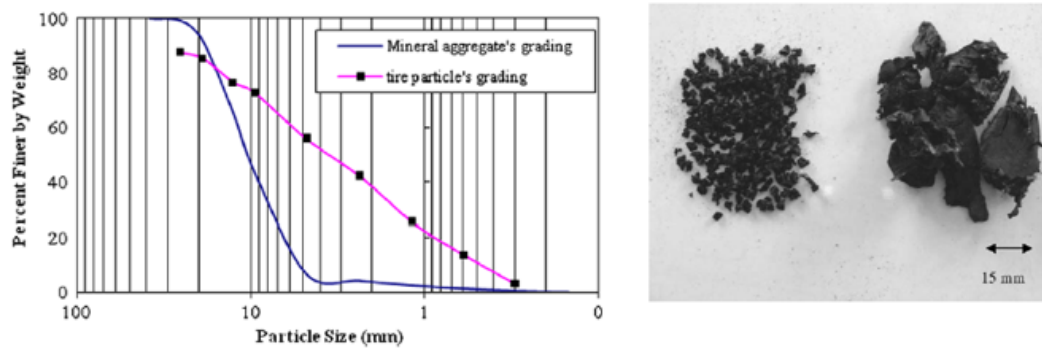 100
80
60
40
20
0
Percent Finer by Weight
Mineral aggregate's grading
tire particle's grading
100
10
1
0
Particle Size (mm)
15 mm